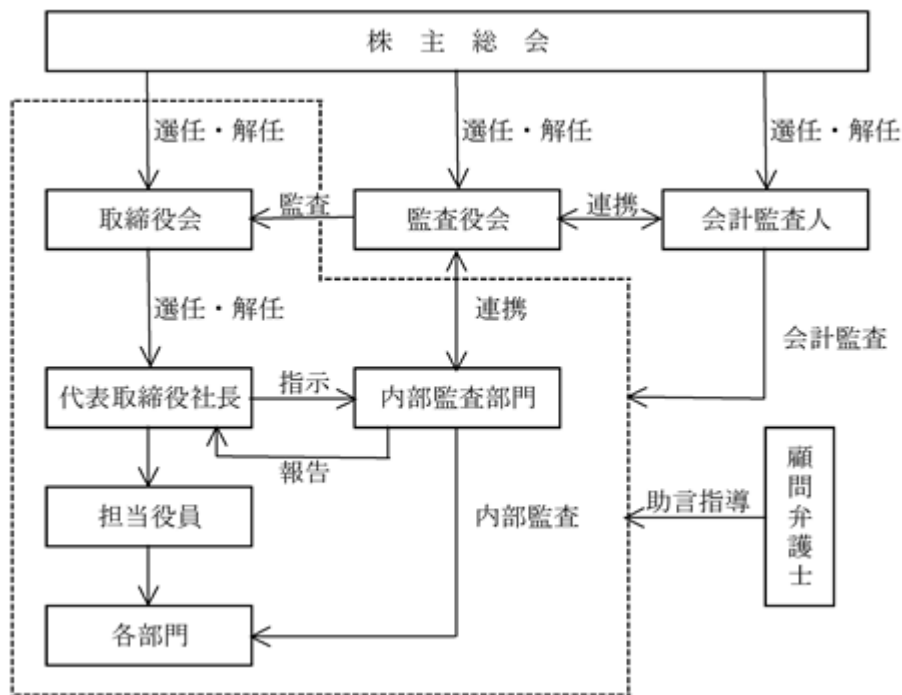 株 主 総 会
選任・解任
選任・解任
選任・解任
取締役会
監査
監査役会
連携
会計監査人
選任・解任
連携
会計監査
代表取締役社長
指示
内部監査部門
報告
顧問弁護士
担当役員
内部監査
助言指導
各部門